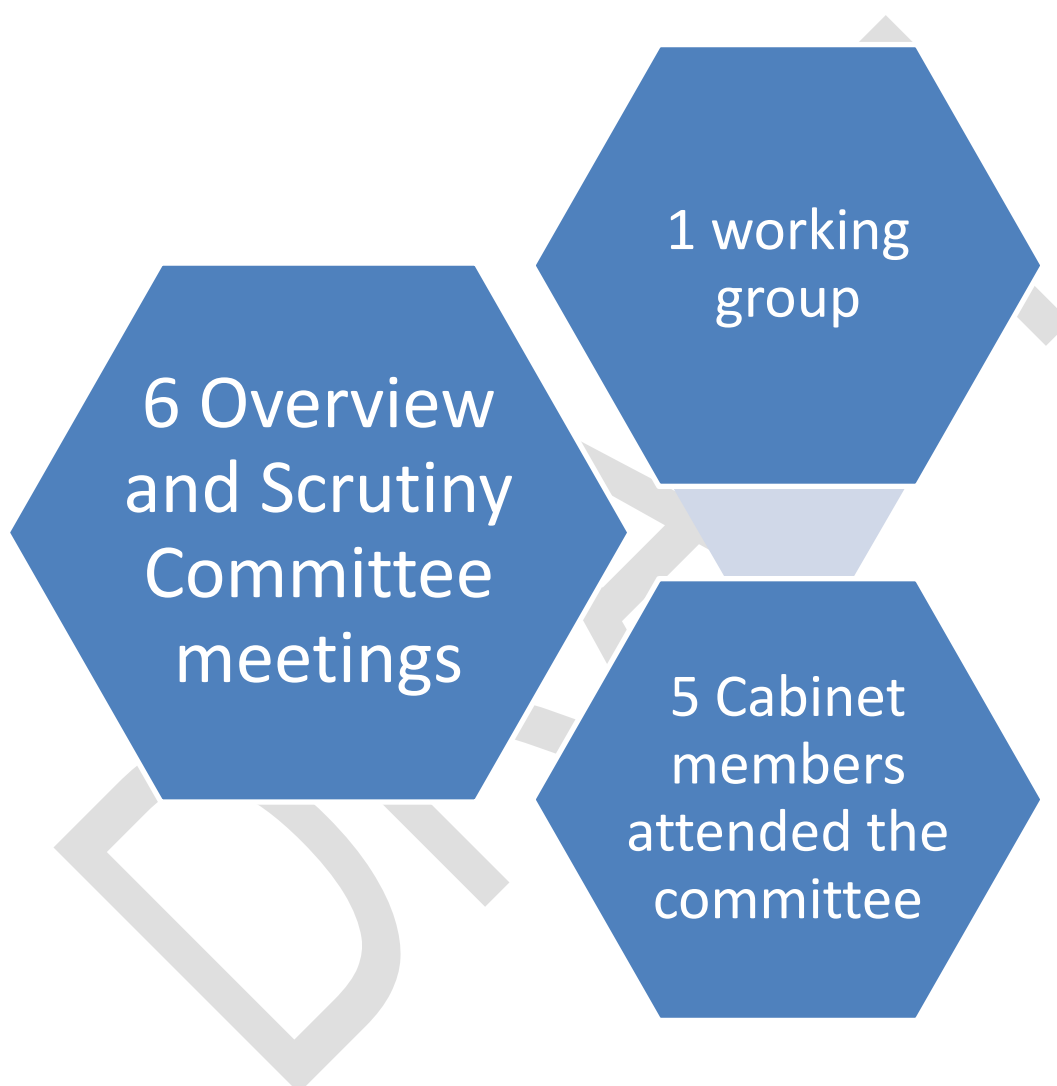 6 Overview
and Scrutiny
Committee
meetings
1 working
group
5 Cabinet
members
attended the
committee